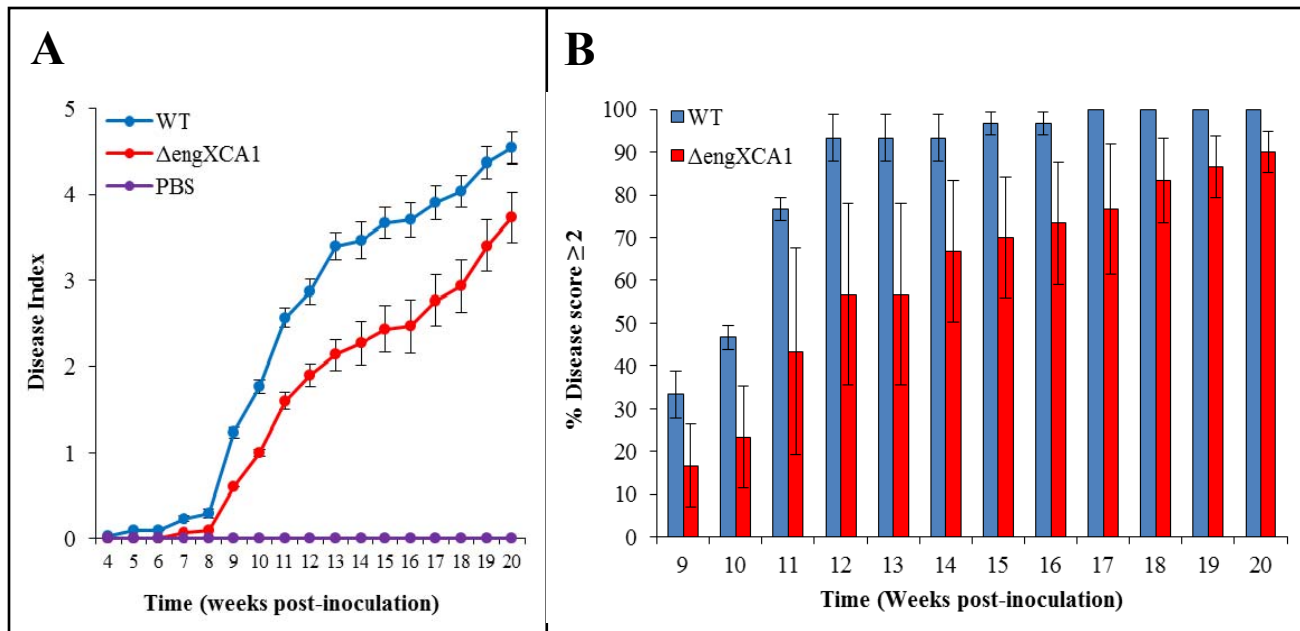 A
5
4
3
2
1
0
Disease Index
WT
ΔengXCA1
PBS
4 5 6 7 8 9 10 11 12 13 14 15 16 17 18 19 20
Time (weeks post-inoculation)
B
100
90
80
70
60
50
40
30
20
10
0
% Disease score ≥ 2
WT
ΔengXCA1
9 10 11 12 13 14 15 16 17 18 19 20
Time (Weeks post-inoculation)